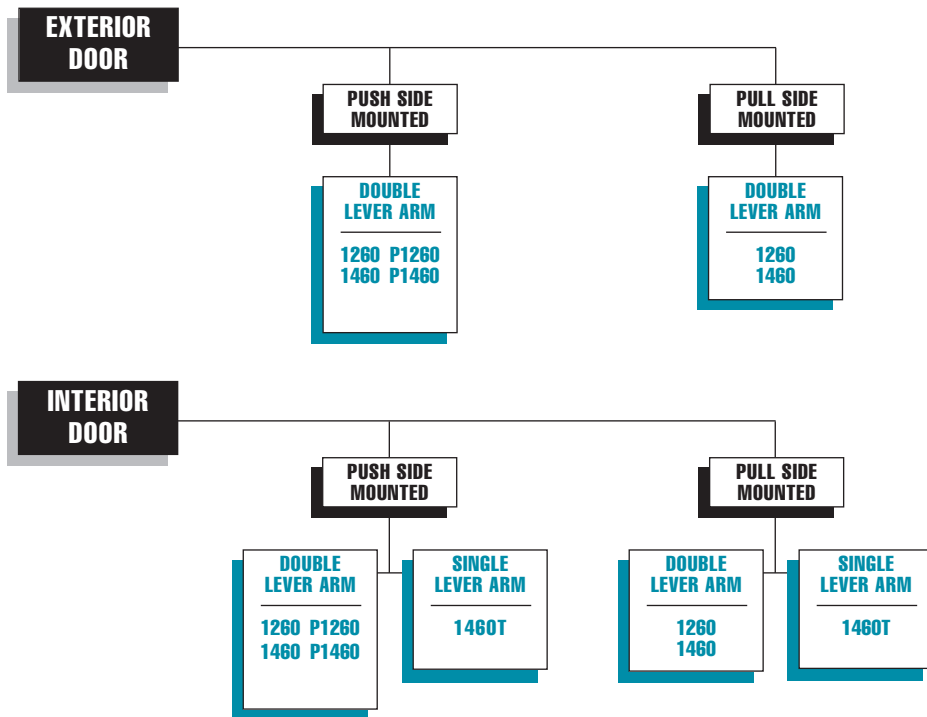 EXTERIOR
DOOR
PUSH SIDE
MOUNTED
PULL SIDE
MOUNTED
DOUBLE
LEVER ARM
1260 P1260
1460 P1460
DOUBLE
LEVER ARM
1260
1460
INTERIOR
DOOR
PUSH SIDE
MOUNTED
PULL SIDE
MOUNTED
DOUBLE
LEVER ARM
1260 P1260
1460 P1460
SINGLE
LEVER ARM
1460T
DOUBLE
LEVER ARM
1260
1460
SINGLE
LEVER ARM
1460T